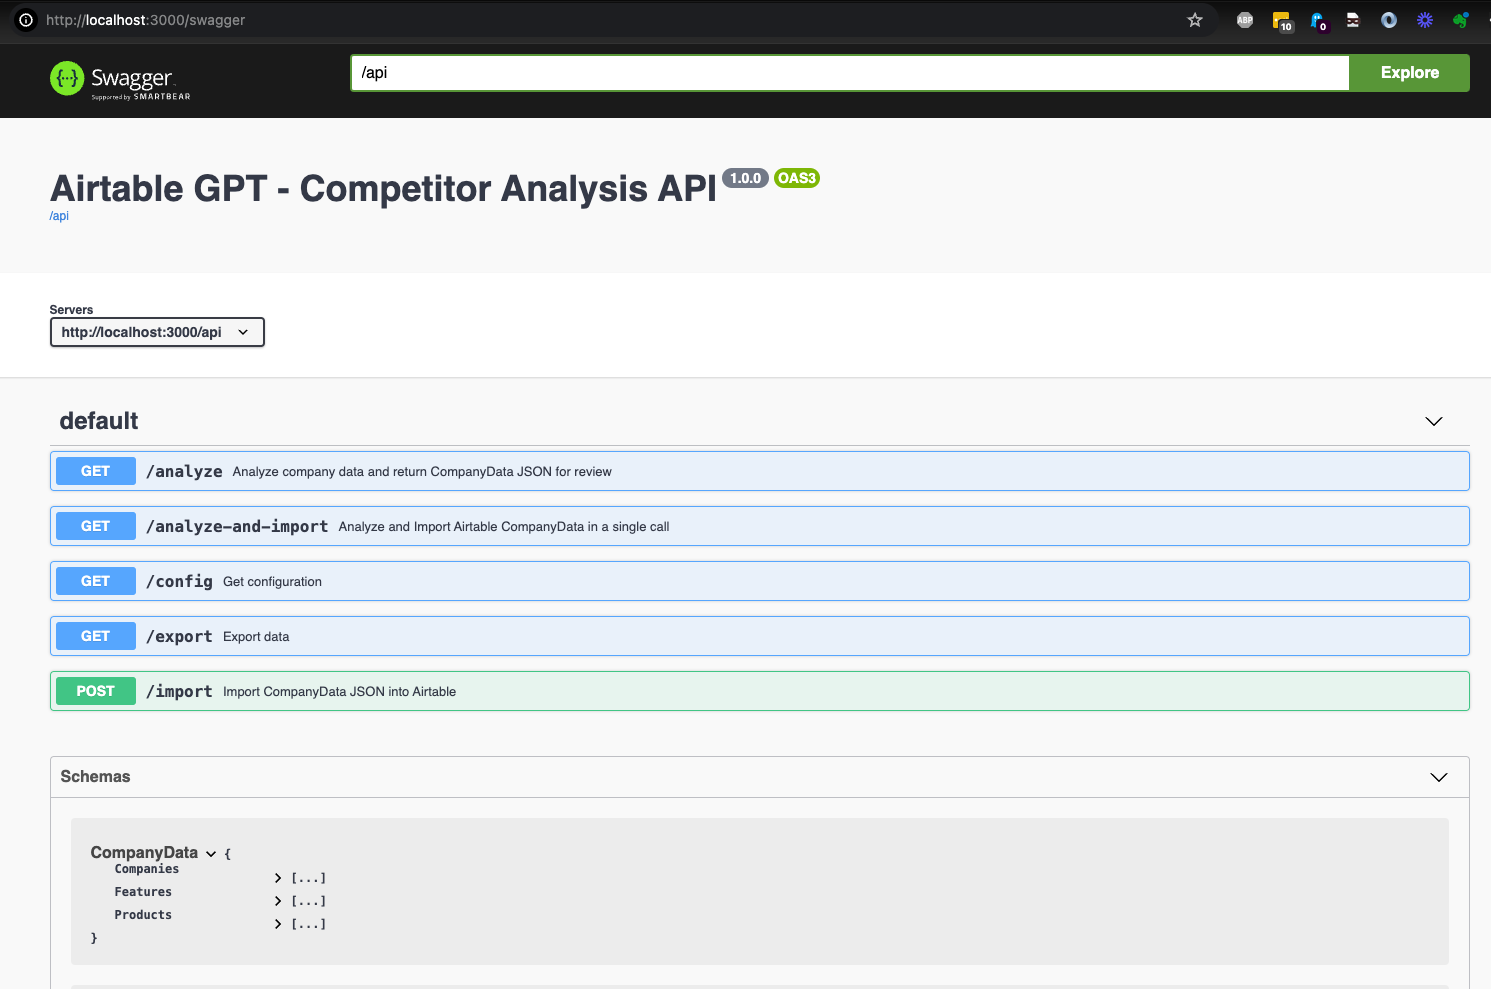 http://localhost:3000/swagger
ABP
10
0
{···} Swagger
Supported by SMARTBEAR
/api
Explore
Airtable GPT - Competitor Analysis API 1.0.0 OAS3
/api
Servers
http://localhost:3000/api
default
GET /analyze Analyze company data and return CompanyData JSON for review
GET /analyze-and-import Analyze and Import Airtable CompanyData in a single call
GET /config Get configuration
GET /export Export data
POST /import Import CompanyData JSON into Airtable
Schemas
CompanyData {
Companies [...]
Features [...]
Products [...]
}